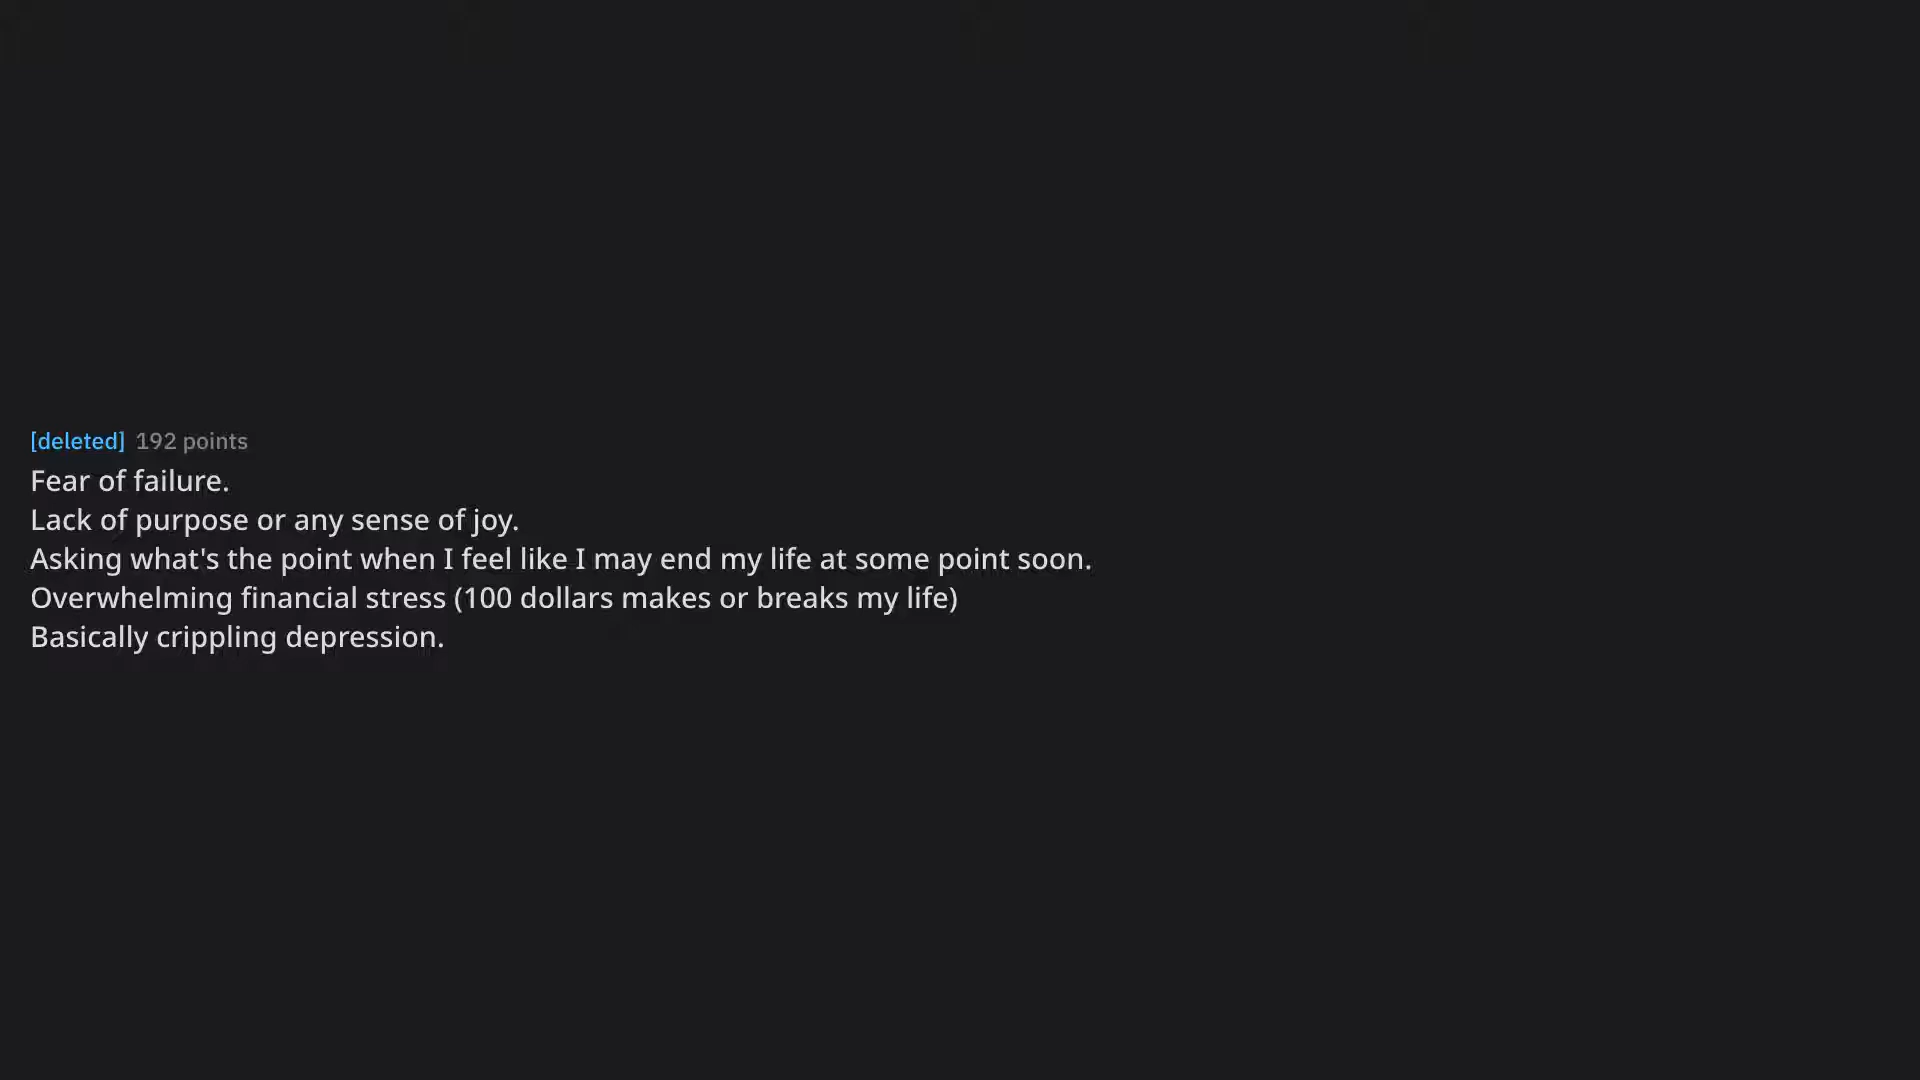 [deleted] 192 points
Fear of failure.
Lack of purpose or any sense of joy.
Asking what's the point when I feel like I may end my life at some point soon.
Overwhelming financial stress (100 dollars makes or breaks my life)
Basically crippling depression.